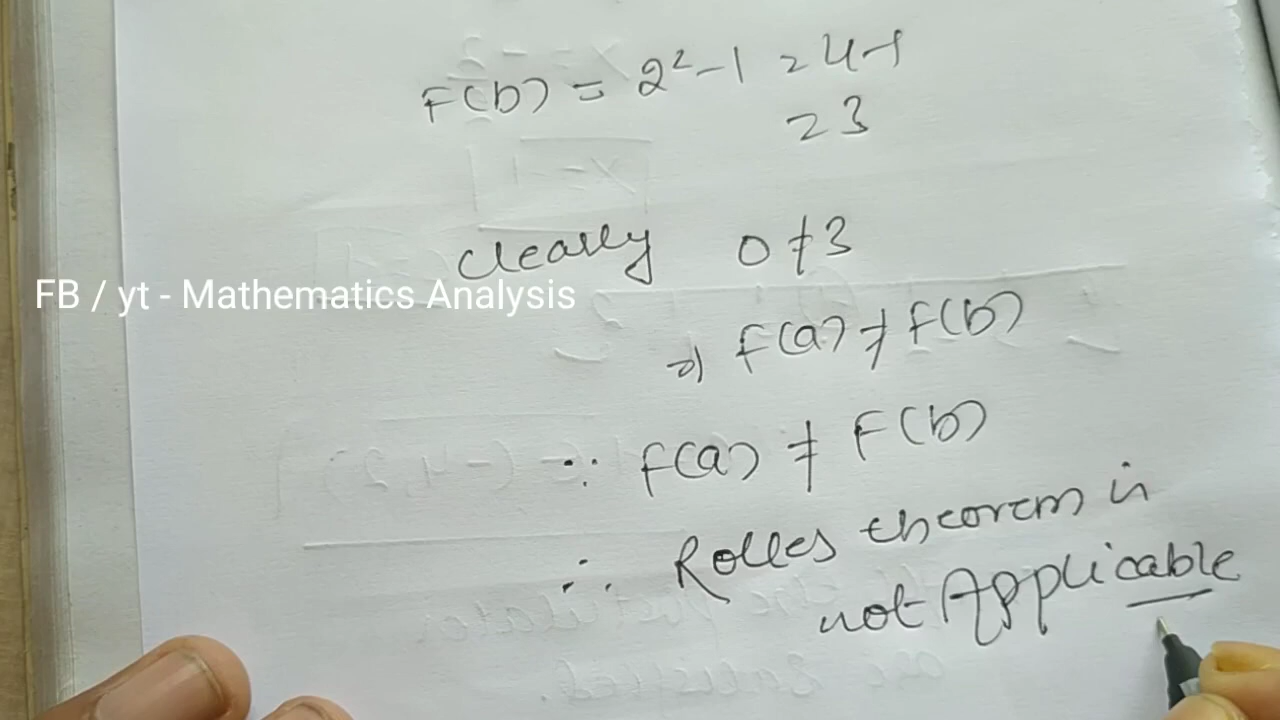 F(b) = 2² - 1 = 4 - 1
= 3
Clearly 0 ≠ 3
FB / yt - Mathematics Analysis
⇒ f(a) ≠ f(b)
∵ f(a) ≠ F(b)
∴ Rolles theorem is
not Applicable